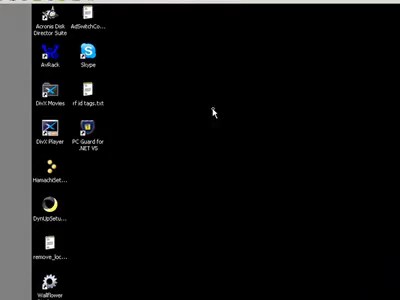 Acronis Disk
Director Suite
AdSwitchCo...
AvRack
Skype
DivX Movies
rf id tags.txt
DivX Player
PC Guard for
.NET V5
HamachiSet...
DynUpSetu...
remove_loc...
Wallflower